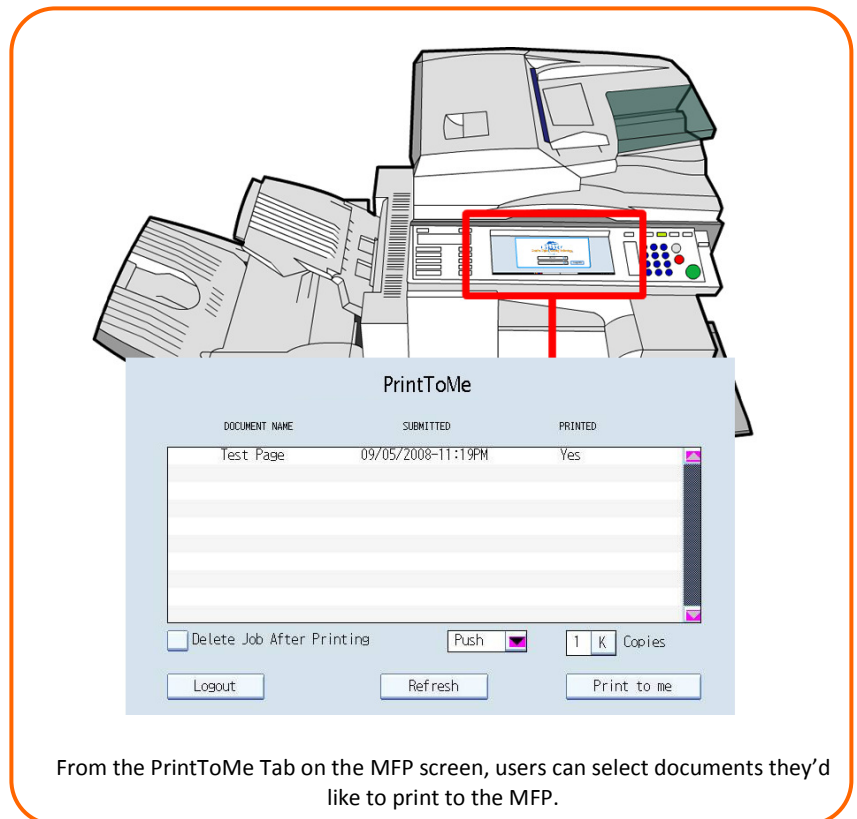 PrintToMe
DOCUMENT NAME SUBMITTED PRINTED
Test Page 09/05/2008-11:19PM Yes
Delete Job After Printing Push 1 K Copies
Logout Refresh Print to me
From the PrintToMe Tab on the MFP screen, users can select documents they’d
like to print to the MFP.